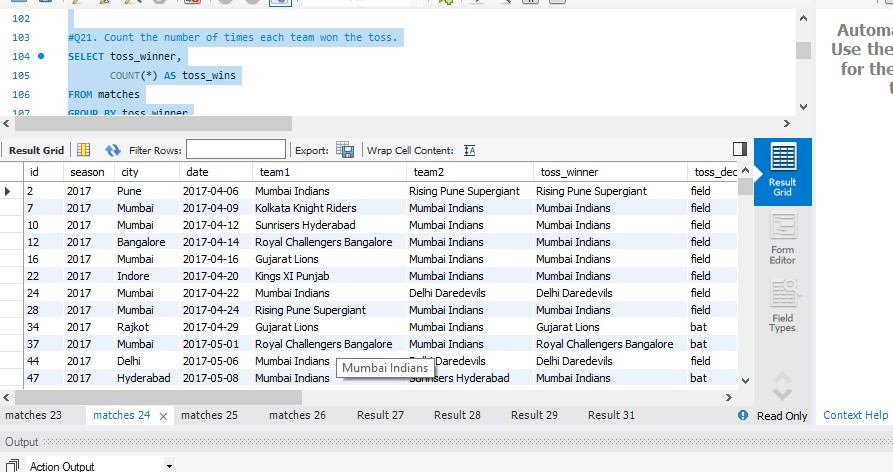 102
103 #Q21. Count the number of times each team won the toss.
104 SELECT toss_winner,
105 COUNT(*) AS toss_wins
106 FROM matches
107 GROUP BY toss_winner
Automa
Use the
for the
t
Result Grid Filter Rows: Export: Wrap Cell Content:
id season city date team1 team2 toss_winner toss_dec
2 2017 Pune 2017-04-06 Mumbai Indians Rising Pune Supergiant Rising Pune Supergiant field
7 2017 Mumbai 2017-04-09 Kolkata Knight Riders Mumbai Indians Mumbai Indians field
10 2017 Mumbai 2017-04-12 Sunrisers Hyderabad Mumbai Indians Mumbai Indians field
12 2017 Bangalore 2017-04-14 Royal Challengers Bangalore Mumbai Indians Mumbai Indians field
16 2017 Mumbai 2017-04-16 Gujarat Lions Mumbai Indians Mumbai Indians field
22 2017 Indore 2017-04-20 Kings XI Punjab Mumbai Indians Mumbai Indians field
24 2017 Mumbai 2017-04-22 Mumbai Indians Delhi Daredevils Delhi Daredevils field
28 2017 Mumbai 2017-04-24 Rising Pune Supergiant Mumbai Indians Mumbai Indians field
34 2017 Rajkot 2017-04-29 Gujarat Lions Mumbai Indians Gujarat Lions bat
37 2017 Mumbai 2017-05-01 Royal Challengers Bangalore Mumbai Indians Royal Challengers Bangalore bat
44 2017 Delhi 2017-05-06 Mumbai Indians Daredevils Delhi Daredevils field
47 2017 Hyderabad 2017-05-08 Mumbai Indians Sunrisers Hyderabad Mumbai Indians bat
Mumbai Indians
Result
Grid
Form
Editor
Field
Types
matches 23 matches 24 matches 25 matches 26 Result 27 Result 28 Result 29 Result 31 Read Only Context Help
Output
Action Output